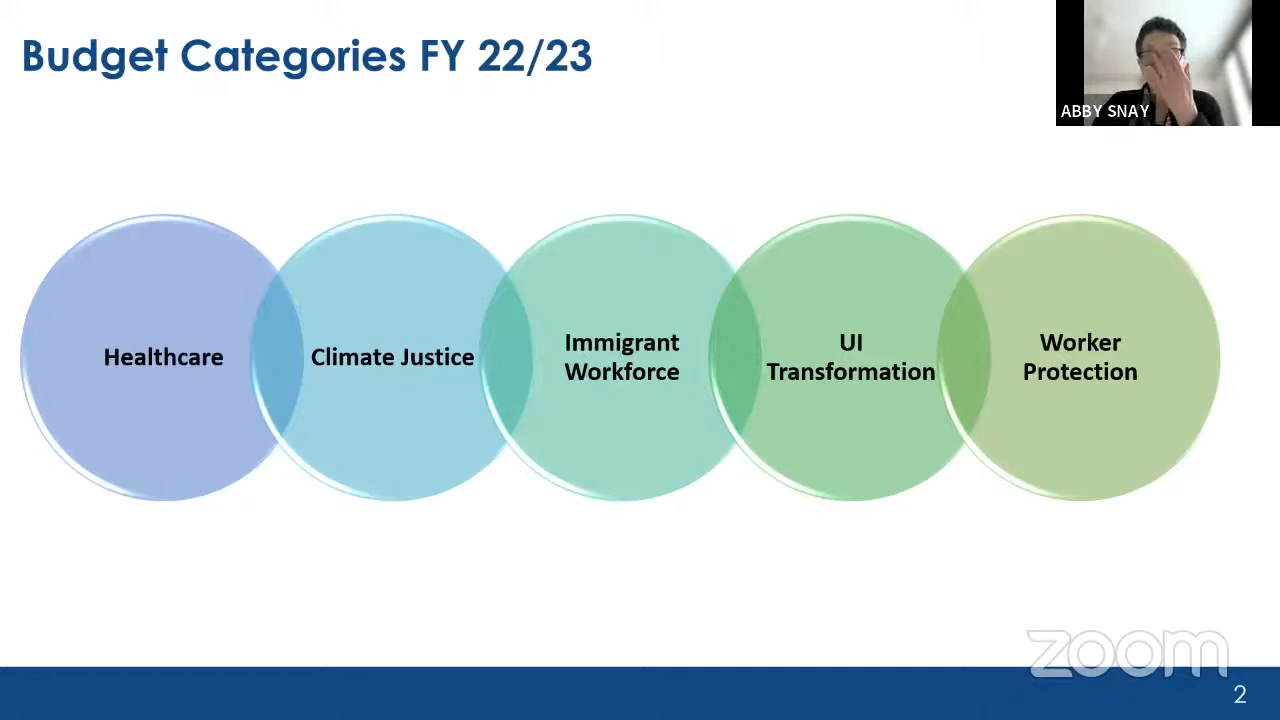 Budget Categories FY 22/23
ABBY SNAY
Healthcare
Climate Justice
Immigrant
Workforce
UI
Transformation
Worker
Protection
zoom
2